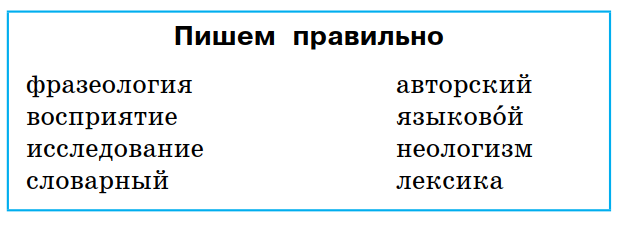 Пишем правильно
фразеология
восприятие
исследование
словарный
авторский
языково́й
неологизм
лексика